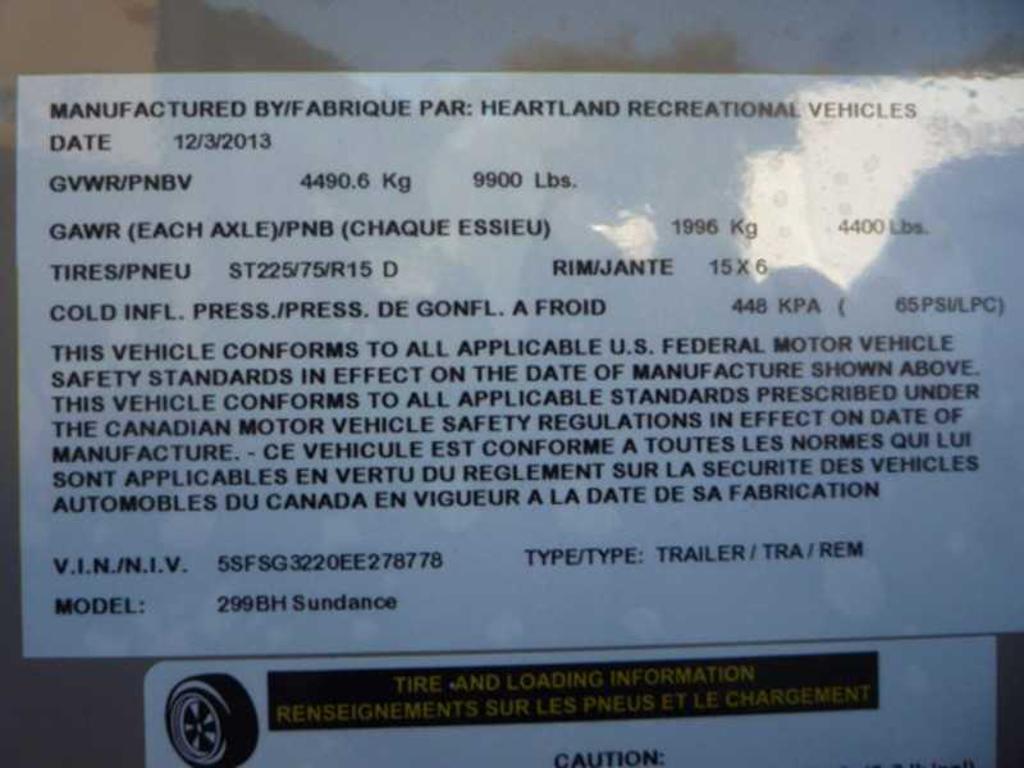 MANUFACTURED BY/FABRIQUE PAR: HEARTLAND RECREATIONAL VEHICLES
DATE 12/3/2013
GVWR/PNBV 4490.6 Kg 9900 Lbs.
GAWR (EACH AXLE)/PNB (CHAQUE ESSIEU) 1996 Kg 4400 Lbs.
TIRES/PNEU ST225/75/R15 D RIM/JANTE 15 X 6
COLD INFL. PRESS./PRESS. DE GONFL. A FROID 448 KPA ( 65 PSI/LPC)
THIS VEHICLE CONFORMS TO ALL APPLICABLE U.S. FEDERAL MOTOR VEHICLE
SAFETY STANDARDS IN EFFECT ON THE DATE OF MANUFACTURE SHOWN ABOVE.
THIS VEHICLE CONFORMS TO ALL APPLICABLE STANDARDS PRESCRIBED UNDER
THE CANADIAN MOTOR VEHICLE SAFETY REGULATIONS IN EFFECT ON DATE OF
MANUFACTURE. - CE VEHICULE EST CONFORME A TOUTES LES NORMES QUI LUI
SONT APPLICABLES EN VERTU DU REGLEMENT SUR LA SECURITE DES VEHICLES
AUTOMOBLES DU CANADA EN VIGUEUR A LA DATE DE SA FABRICATION
V.I.N./N.I.V. 5SFSG3220EE278778 TYPE/TYPE: TRAILER / TRA / REM
MODEL: 299BH Sundance
TIRE AND LOADING INFORMATION
RENSEIGNEMENTS SUR LES PNEUS ET LE CHARGEMENT
CAUTION: